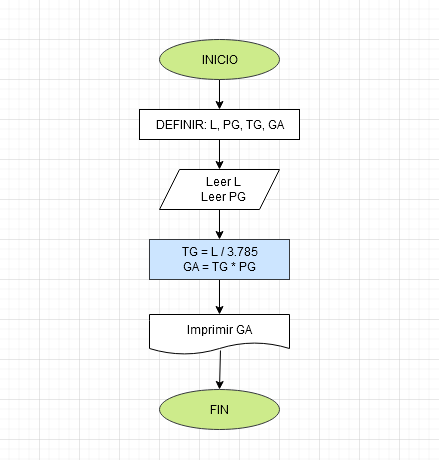 INICIO
DEFINIR: L, PG, TG, GA
Leer L
Leer PG
TG = L / 3.785
GA = TG * PG
Imprimir GA
FIN